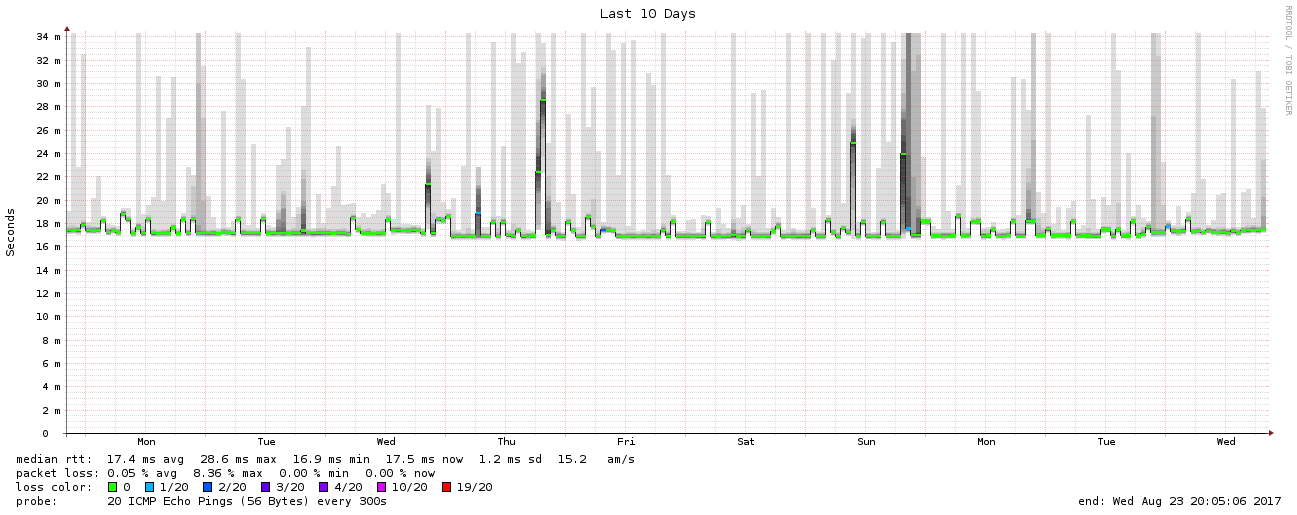 Last 10 Days
RRDTOOL / TOBI OETIKER
Seconds
34 m
32 m
30 m
28 m
26 m
24 m
22 m
20 m
18 m
16 m
14 m
12 m
10 m
8 m
6 m
4 m
2 m
0
Mon Tue Wed Thu Fri Sat Sun Mon Tue Wed
median rtt: 17.4 ms avg 28.6 ms max 16.9 ms min 17.5 ms now 1.2 ms sd 15.2 am/s
packet loss: 0.05 % avg 8.36 % max 0.00 % min 0.00 % now
loss color: 0 1/20 2/20 3/20 4/20 10/20 19/20
probe: 20 ICMP Echo Pings (56 Bytes) every 300s end: Wed Aug 23 20:05:06 2017